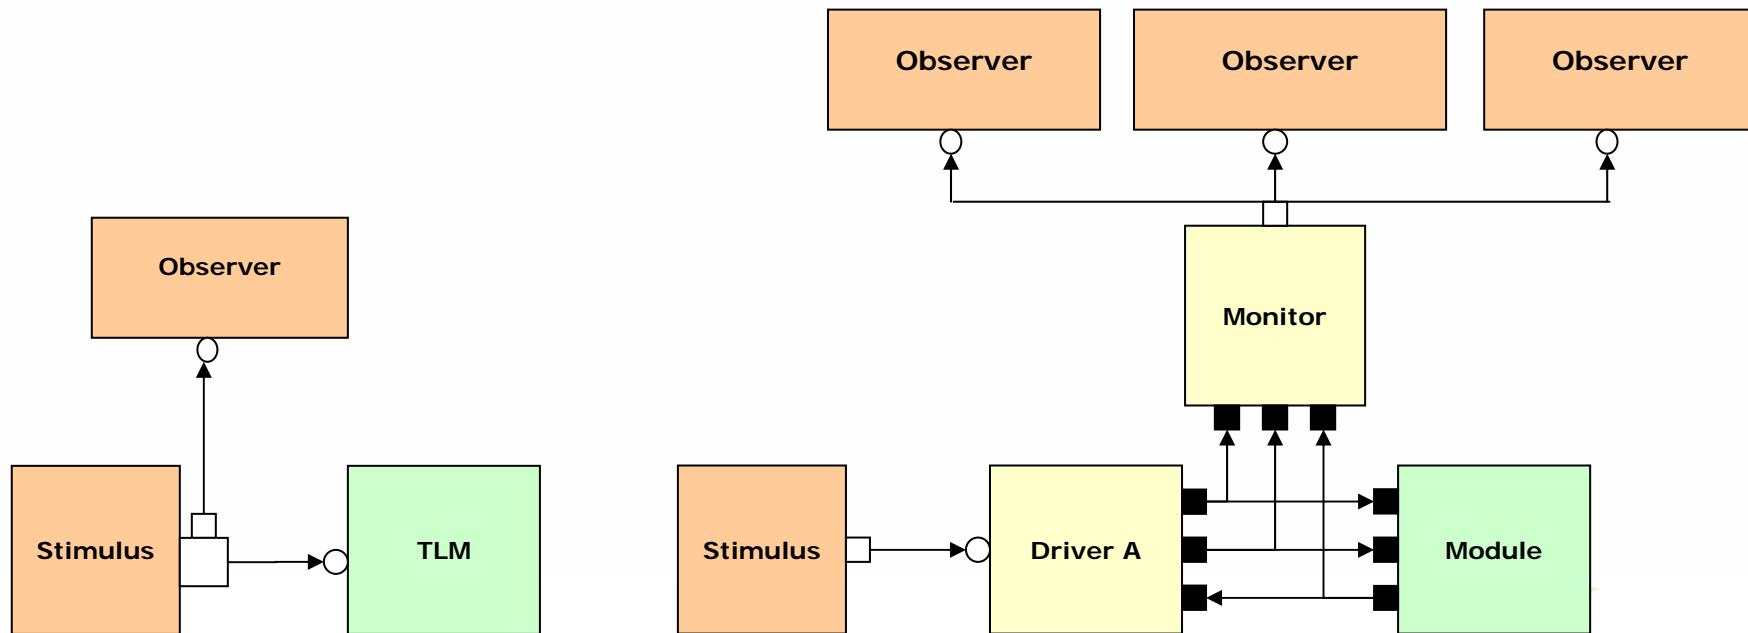 Observer
Observer
Observer
Observer
Monitor
Stimulus
TLM
Stimulus
Driver A
Module